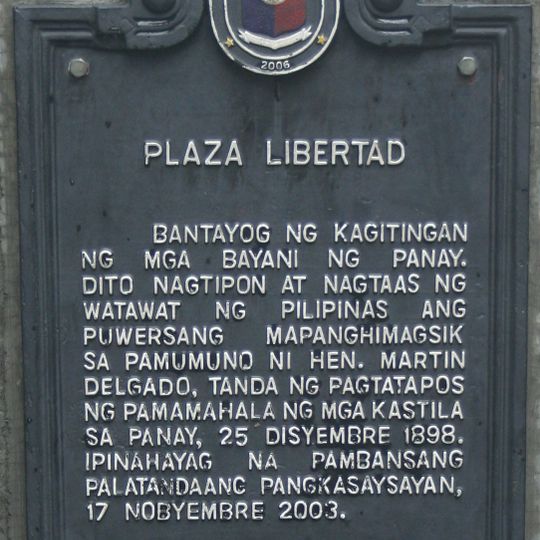 2006
PLAZA LIBERTAD
BANTAYOG NG KAGITINGAN
NG MGA BAYANI NG PANAY.
DITO NAGTIPON AT NAGTAAS NG
WATAWAT NG PILIPINAS ANG
PUWERSANG MAPANGHIMAGSIK
SA PAMUMUNO NI HEN. MARTIN
DELGADO, TANDA NG PAGTATAPOS
NG PAMAMAHALA NG MGA KASTILA
SA PANAY, 25 DISYEMBRE 1898.
IPINAHAYAG NA PAMBANSANG
PALATANDAANG PANGKASAYSAYAN,
17 NOBYEMBRE 2003.